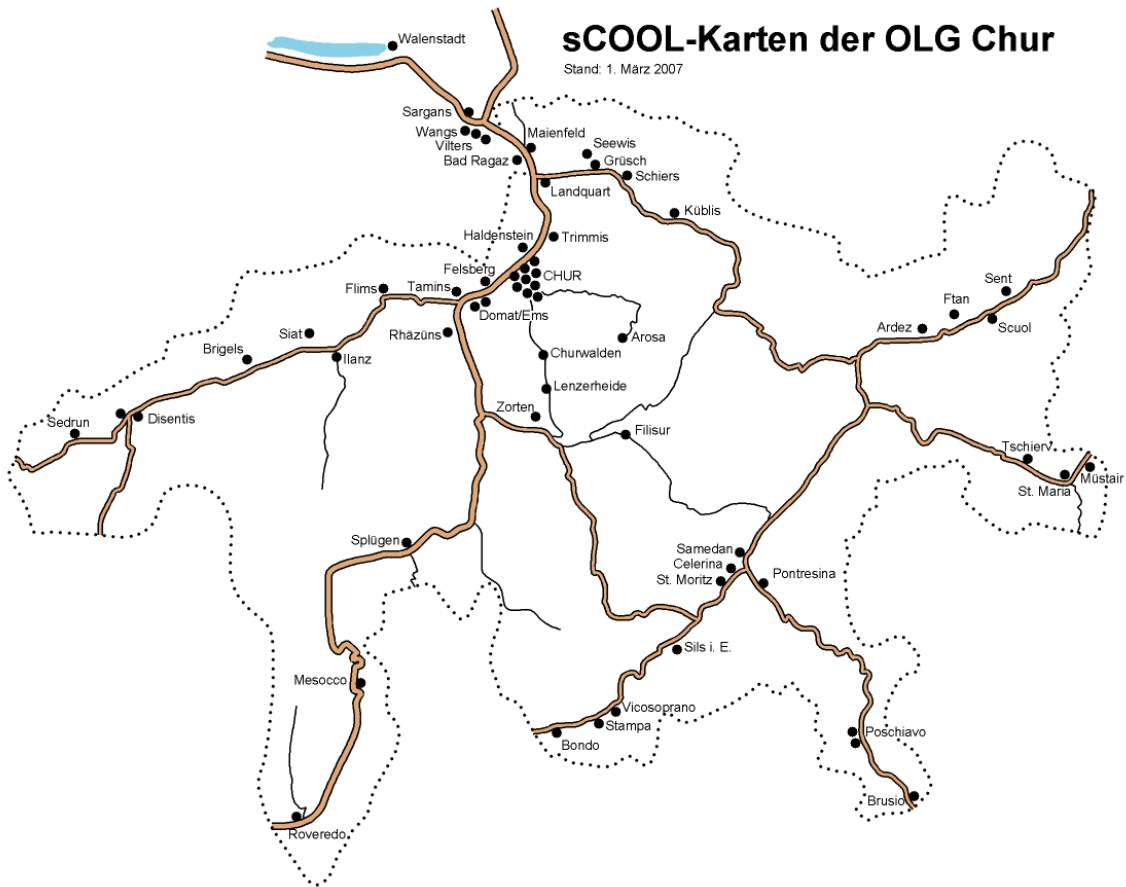 sCOOL-Karten der OLG Chur
Stand: 1. März 2007
Walenstadt
Sargans
Wangs
Vilters
Bad Ragaz
Maienfeld
Seewis
Grüsch
Schiers
Landquart
Küblis
Haldenstein
Trimmis
Felsberg
CHUR
Flims
Tamins
Domat/Ems
Sent
Ftan
Ardez
Scuol
Siat
Rhäzüns
Arosa
Brigels
Ilanz
Churwalden
Lenzerheide
Zorten
Sedrun
Disentis
Filisur
Tschierv
St. Maria
Müstair
Splügen
Samedan
Celerina
St. Moritz
Pontresina
Sils i. E.
Mesocco
Vicosoprano
Stampa
Bondo
Poschiavo
Brusio
Roveredo